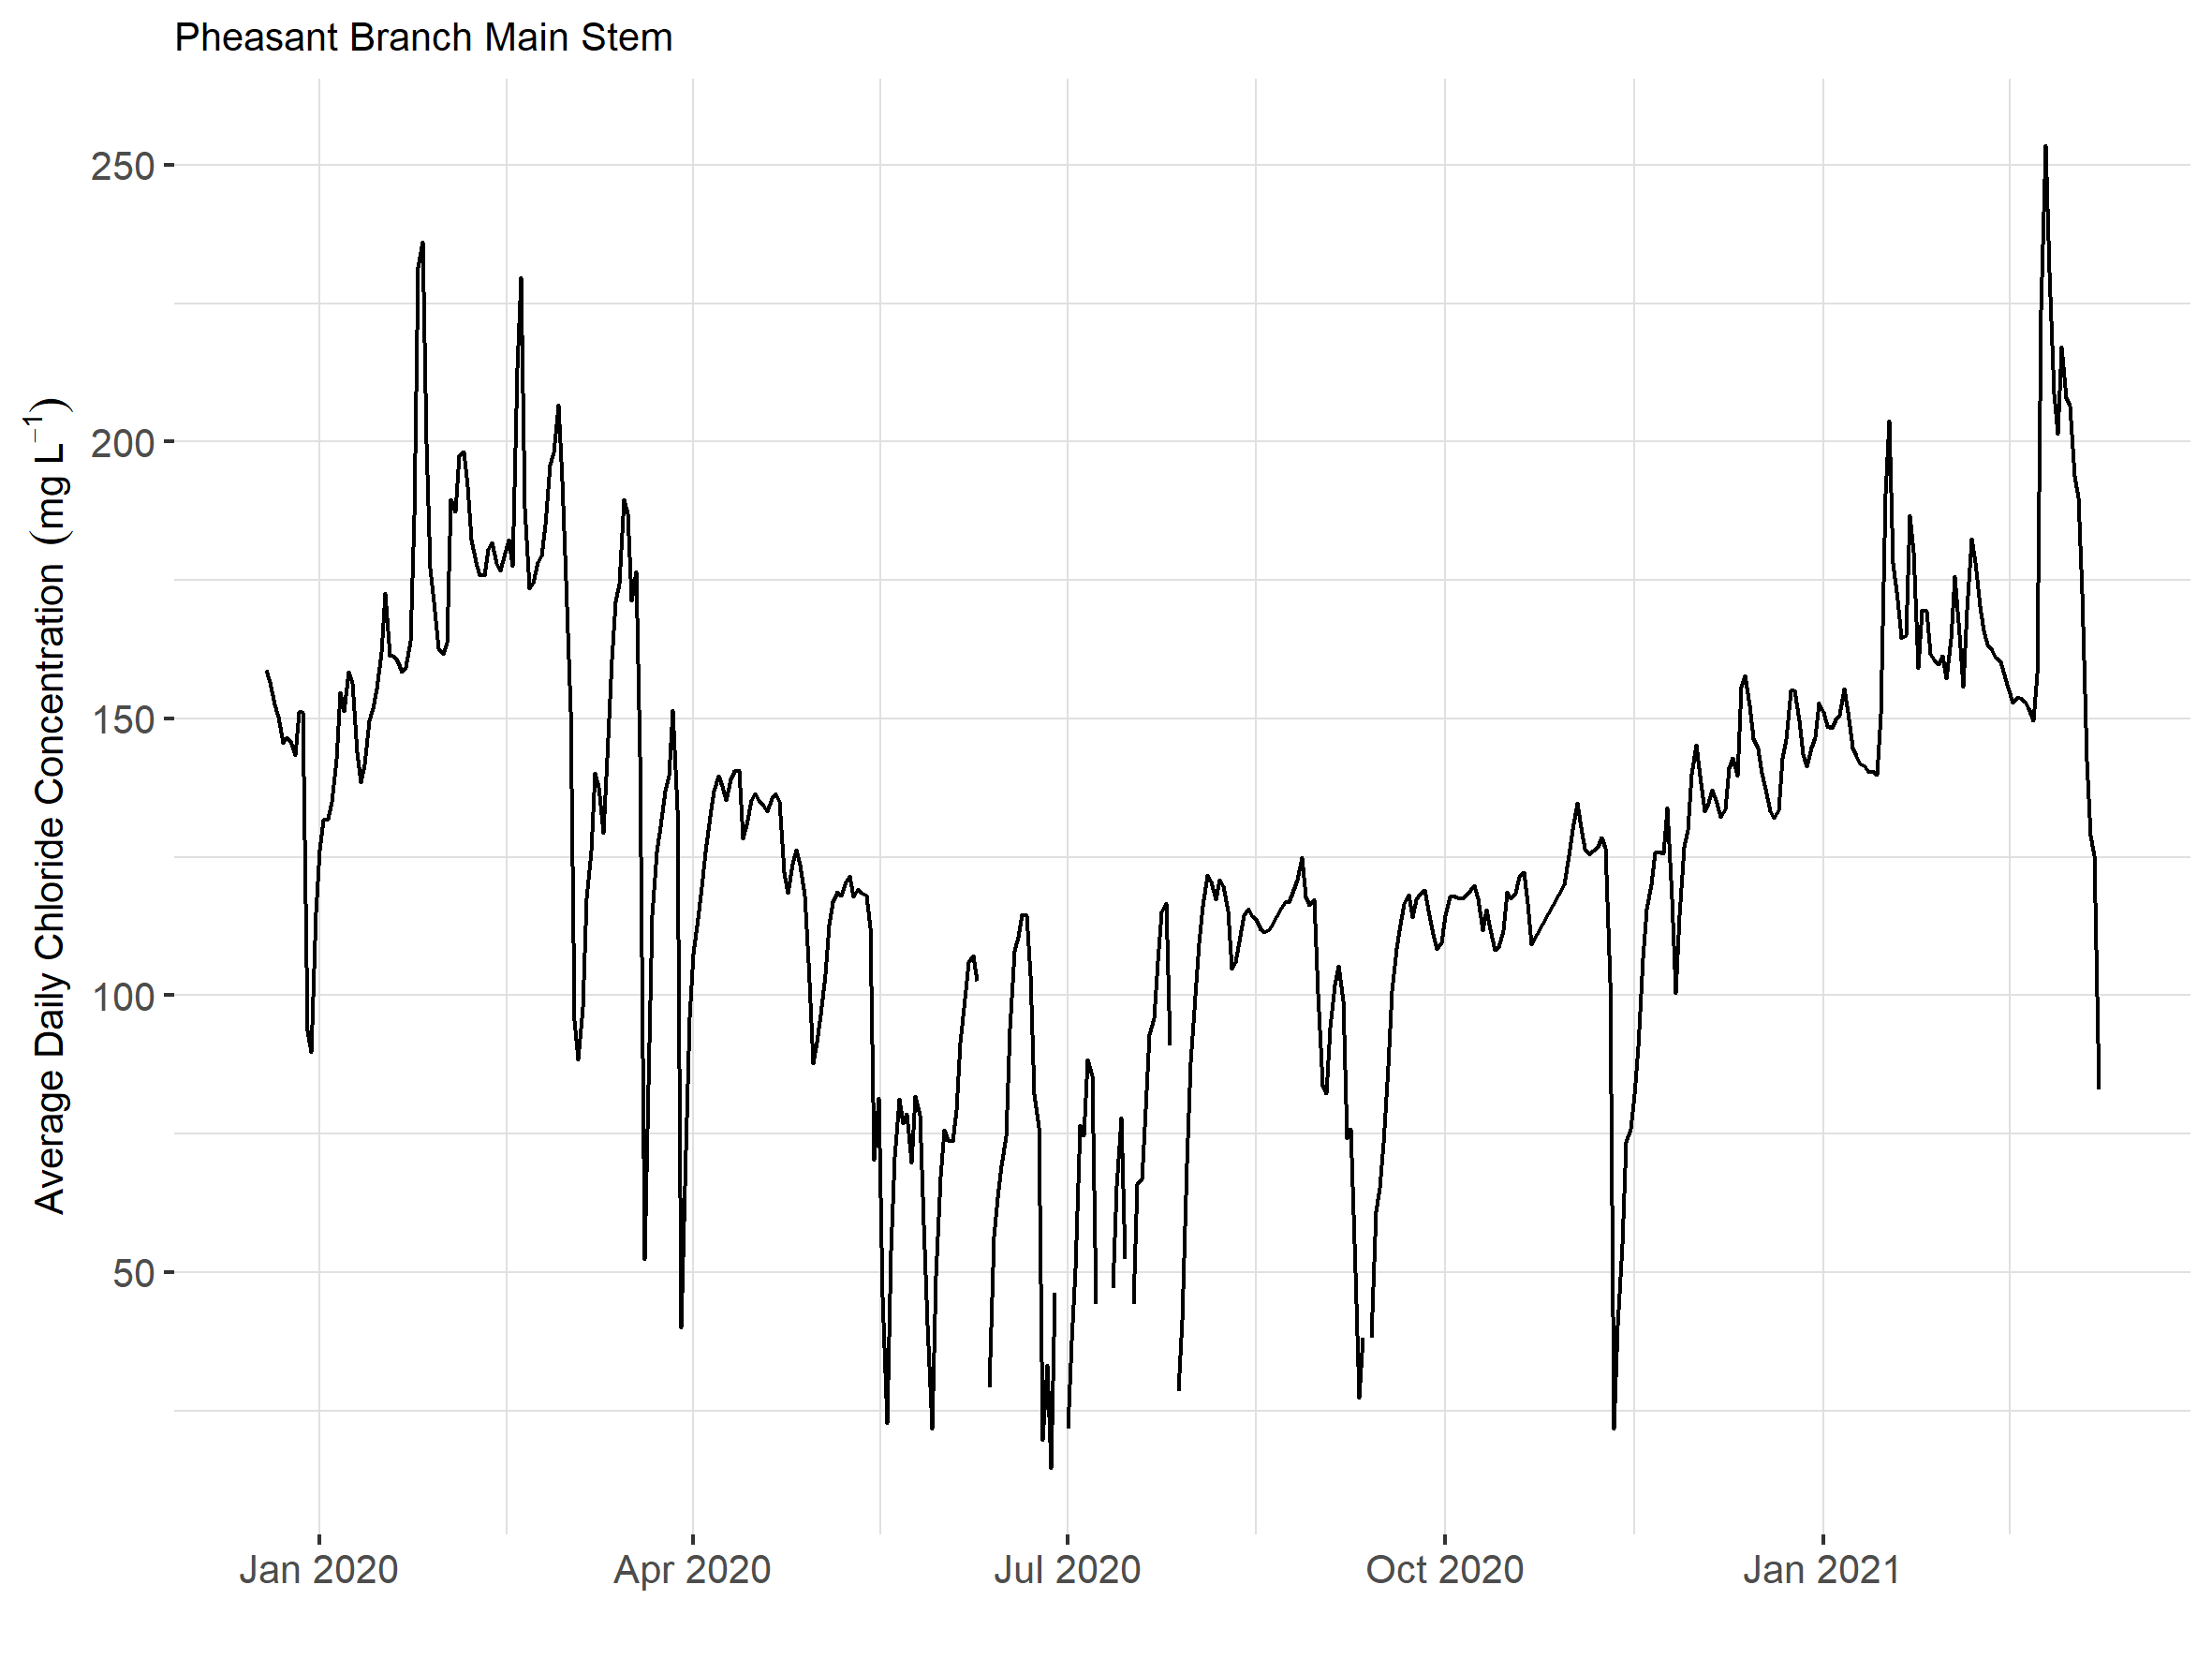 Pheasant Branch Main Stem
Average Daily Chloride Concentration (mg L⁻¹)
250
200
150
100
50
Jan 2020
Apr 2020
Jul 2020
Oct 2020
Jan 2021